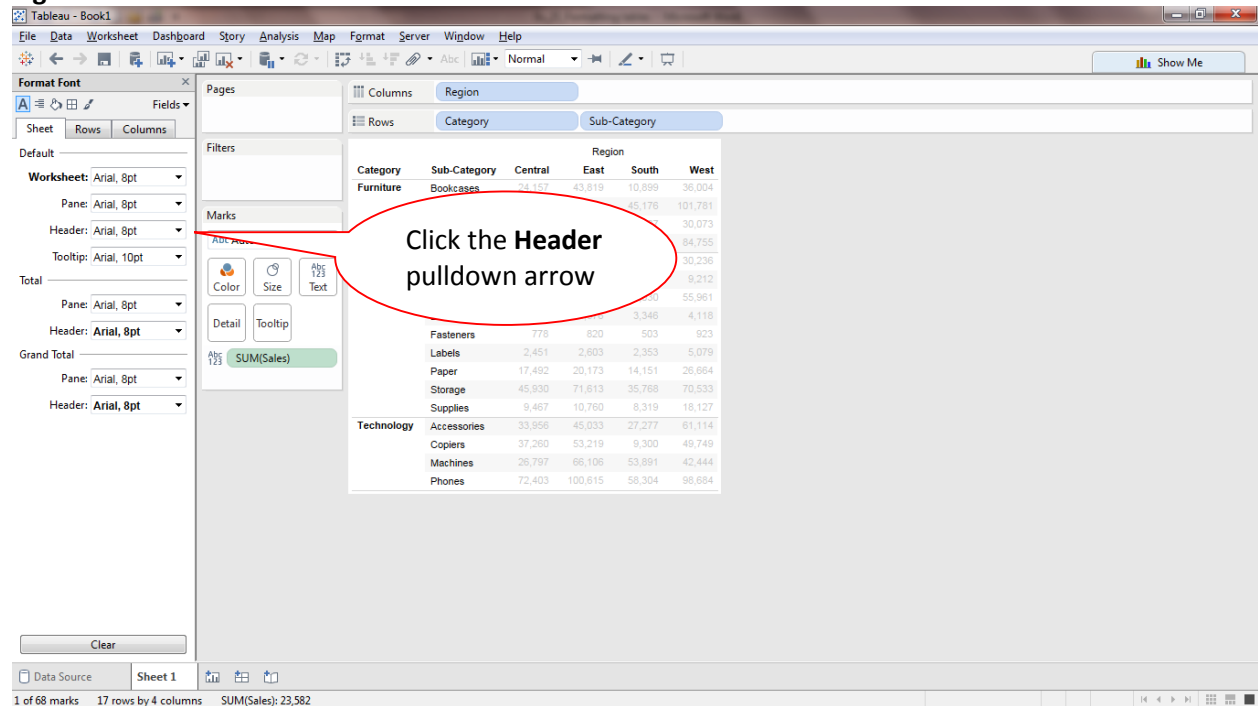 Tableau - Book1
File Data Worksheet Dashboard Story Analysis Map Format Server Window Help
Abc Normal Show Me
Format Font
Fields
Sheet Rows Columns
Default
Worksheet: Arial, 8pt
Pane: Arial, 8pt
Header: Arial, 8pt
Tooltip: Arial, 10pt
Total
Pane: Arial, 8pt
Header: Arial, 8pt
Grand Total
Pane: Arial, 8pt
Header: Arial, 8pt
Clear
Pages
Filters
Marks
Color Size Abc 123 Text
Detail Tooltip
Abc 123 SUM(Sales)
Columns Region
Rows Category Sub-Category
Region
Category Sub-Category Central East South West
Furniture Bookcases 24,157 43,819 10,899 36,004
45,176 101,781
30,073
84,755
30,236
9,212
55,961
3,346 4,118
Fasteners 778 820 503 923
Labels 2,451 2,603 2,353 5,079
Paper 17,492 20,173 14,151 26,664
Storage 45,930 71,613 35,768 70,533
Supplies 9,467 10,760 8,319 18,127
Technology Accessories 33,956 45,033 27,277 61,114
Copiers 37,260 53,219 9,300 49,749
Machines 26,797 66,106 53,891 42,444
Phones 72,403 100,615 58,304 98,684
Click the Header
pulldown arrow
Data Source Sheet 1
1 of 68 marks 17 rows by 4 columns SUM(Sales): 23,582